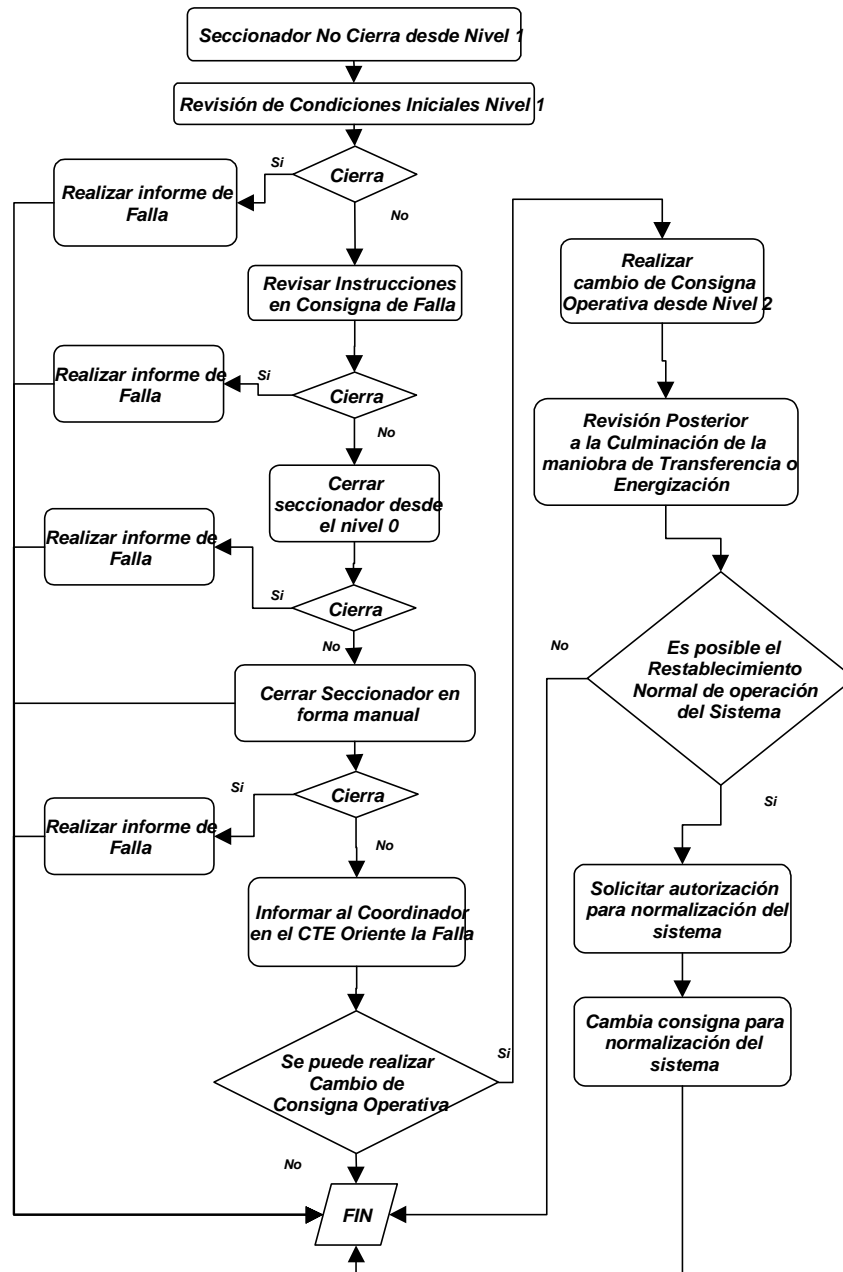 Seccionador No Cierra desde Nivel 1
Revisión de Condiciones Iniciales Nivel 1
Si
Cierra
Realizar informe de
Falla
No
Revisar Instrucciones
en Consigna de Falla
Si
Cierra
Realizar informe de
Falla
No
Cerrar
seccionador desde
el nivel 0
Realizar informe de
Falla
Si
Cierra
No
Cerrar Seccionador en
forma manual
Si
Cierra
Realizar informe de
Falla
No
Informar al Coordinador
en el CTE Oriente la Falla
Se puede realizar
Cambio de
Consigna Operativa
Si
No
FIN
Realizar
cambio de Consigna
Operativa desde Nivel 2
Revisión Posterior
a la Culminación de la
maniobra de Transferencia o
Energización
No
Es posible el
Restablecimiento
Normal de operación
del Sistema
Si
Solicitar autorización
para normalización del
sistema
Cambia consigna para
normalización del
sistema